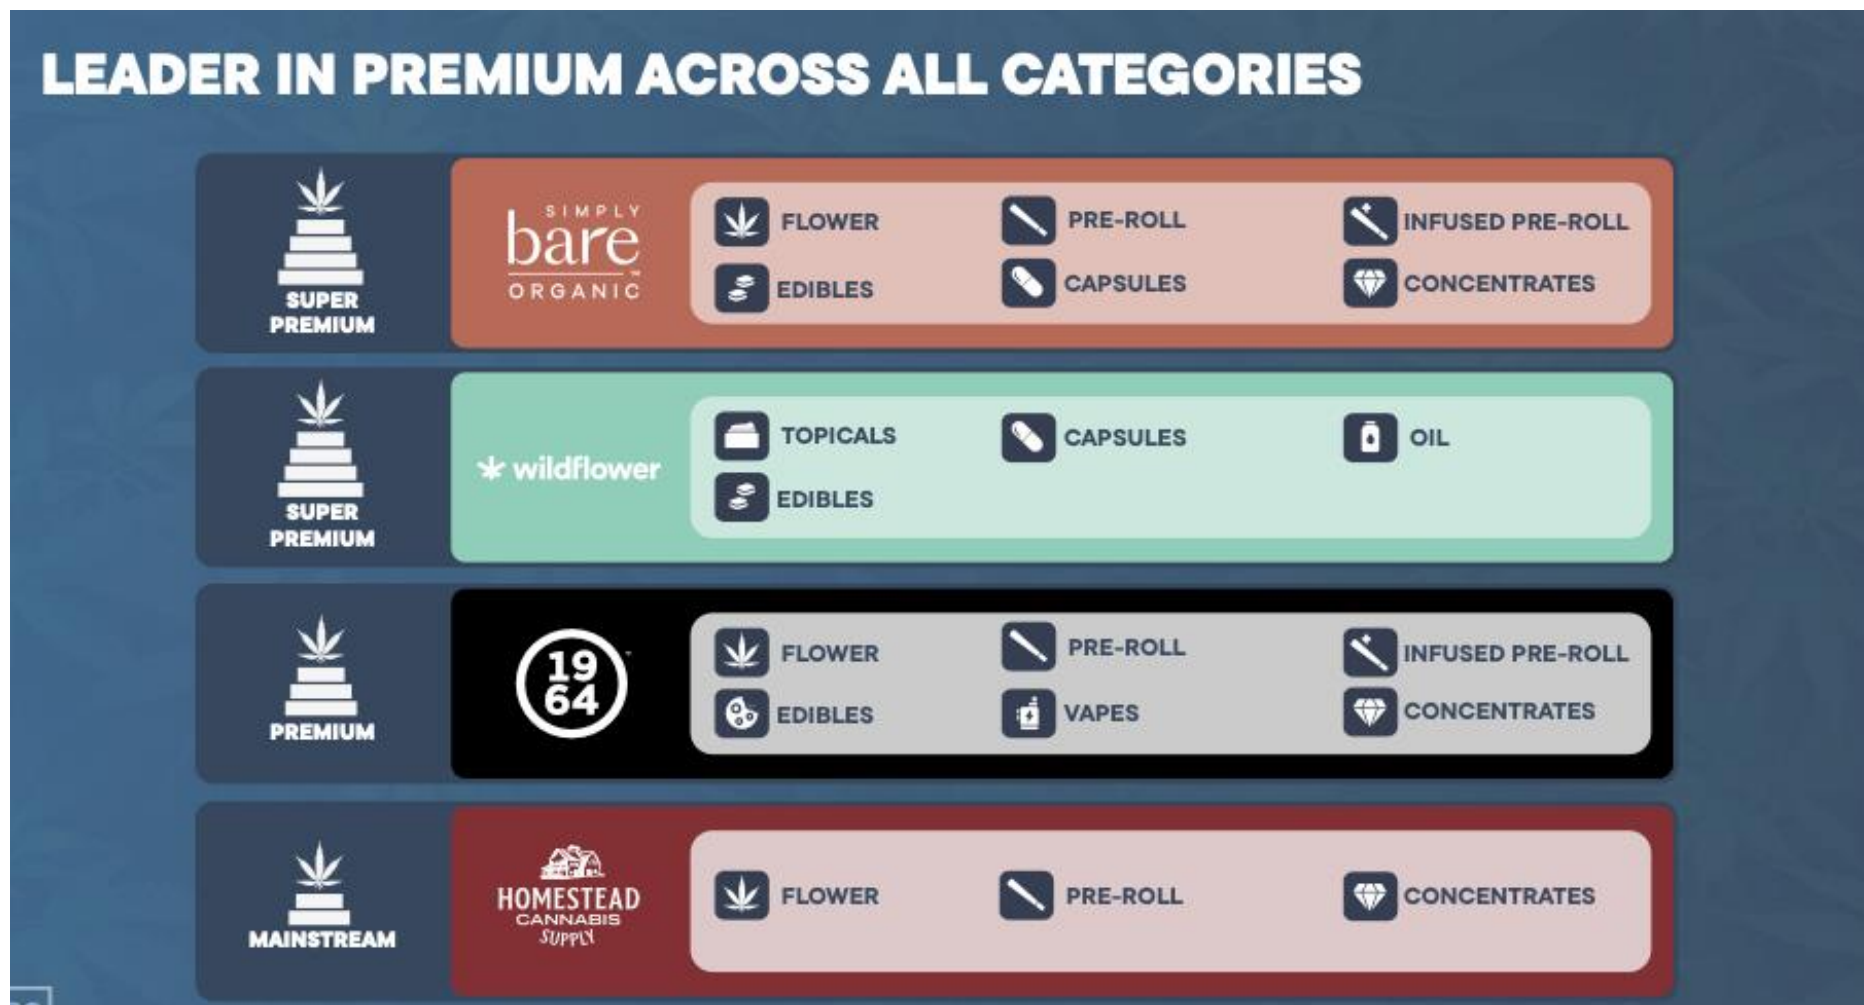 LEADER IN PREMIUM ACROSS ALL CATEGORIES
SUPER
PREMIUM
SIMPLY
bare
™
ORGANIC
FLOWER
PRE-ROLL
INFUSED PRE-ROLL
EDIBLES
CAPSULES
CONCENTRATES
SUPER
PREMIUM
wildflower
TOPICALS
CAPSULES
OIL
EDIBLES
PREMIUM
19
64
FLOWER
PRE-ROLL
INFUSED PRE-ROLL
EDIBLES
VAPES
CONCENTRATES
MAINSTREAM
HOMESTEAD
CANNABIS
SUPPLY
FLOWER
PRE-ROLL
CONCENTRATES